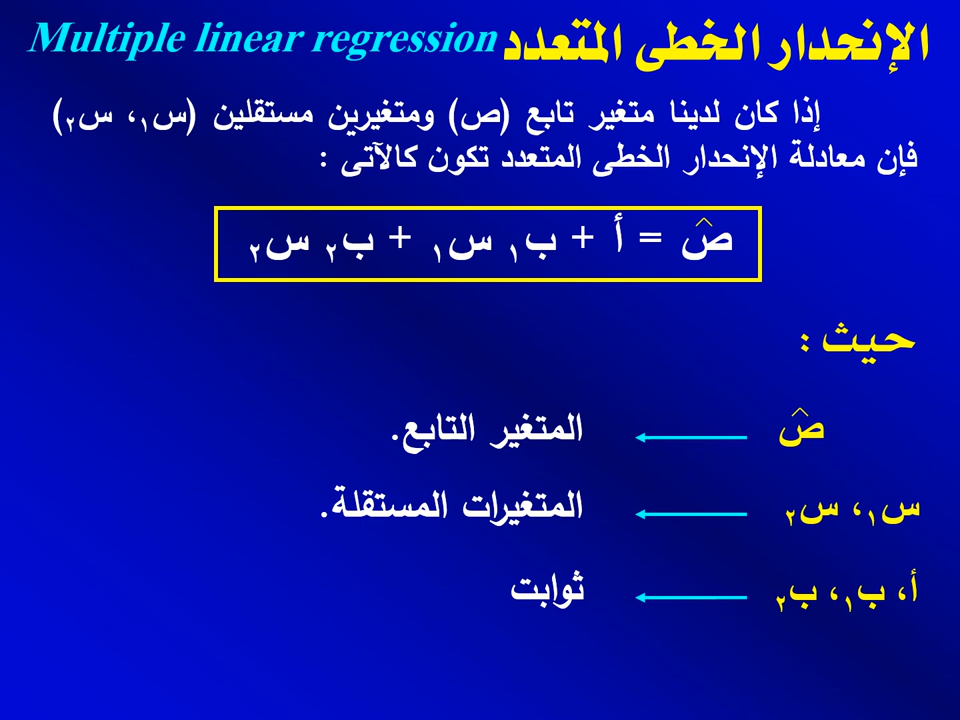 الإنحدار الخطى المتعدد Multiple linear regression
إذا كان لدينا متغير تابع (ص) ومتغيرين مستقلين (س١، س٢)
فإن معادلة الإنحدار الخطى المتعدد تكون كالآتى :
ص^ = أ + ب١ س١ + ب٢ س٢
حيث :
ص^ ← المتغير التابع.
س١، س٢ ← المتغيرات المستقلة.
أ، ب١، ب٢ ← ثوابت